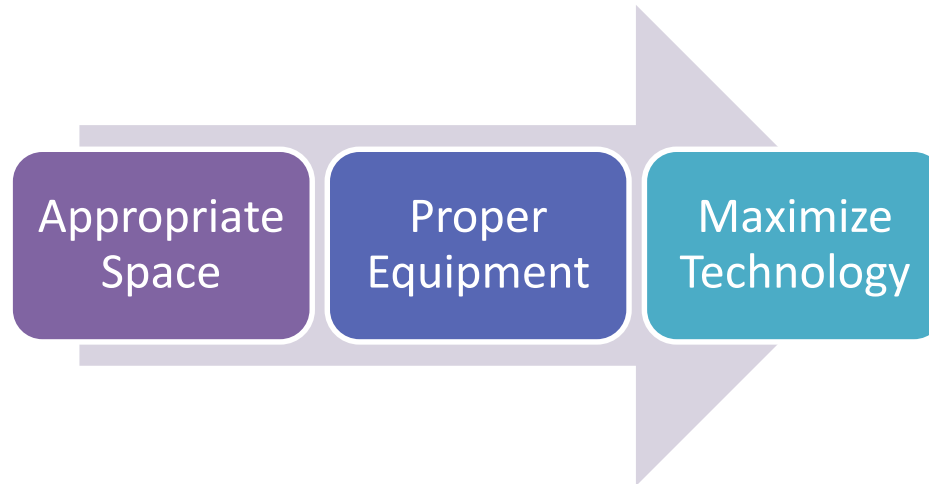 Appropriate
Space
Proper
Equipment
Maximize
Technology